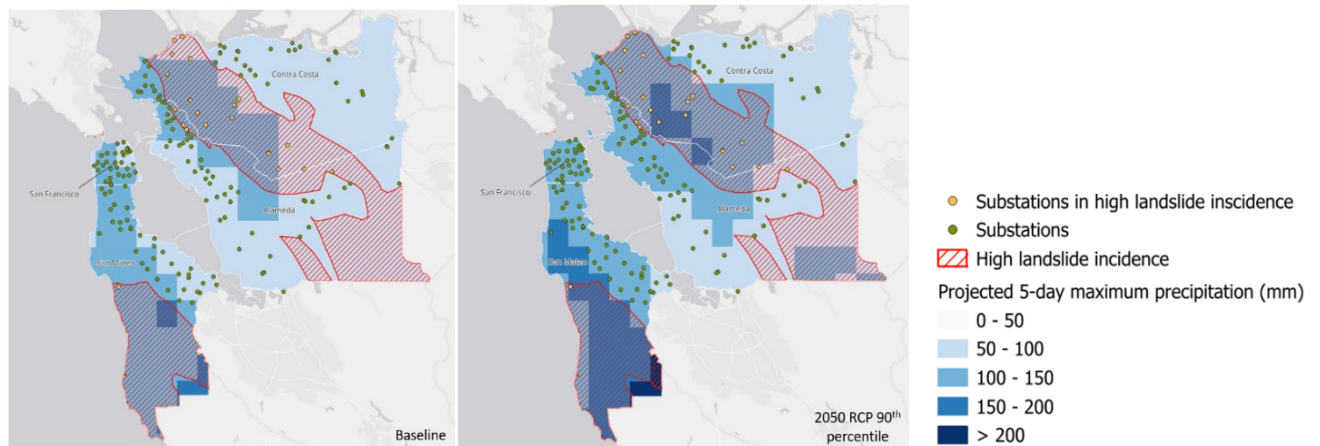 Contra Costa
San Francisco
Alameda
San Mateo
Baseline
Contra Costa
San Francisco
Alameda
San Mateo
2050 RCP 90th
percentile
Substations in high landslide inscidence
Substations
High landslide incidence
Projected 5-day maximum precipitation (mm)
0 - 50
50 - 100
100 - 150
150 - 200
> 200